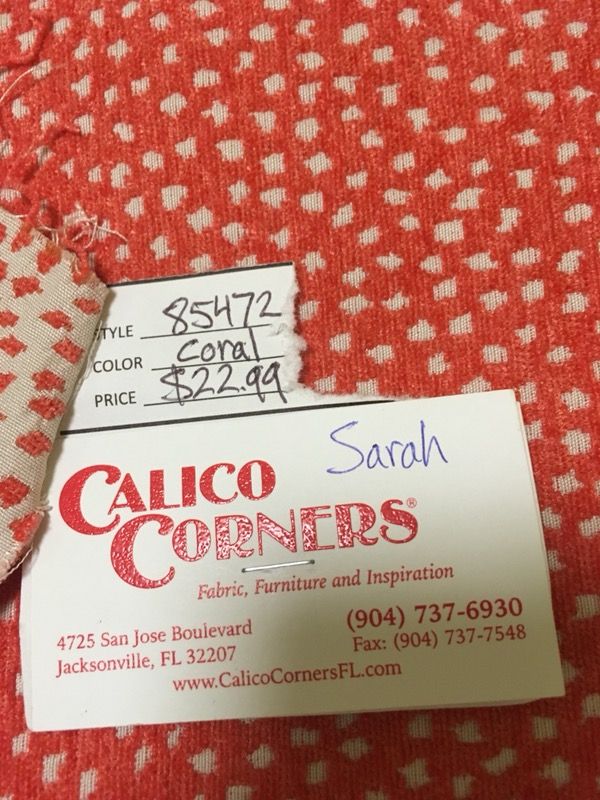 STYLE 85472
COLOR coral
PRICE $22.99
Sarah
CALICO
CORNERS®
Fabric, Furniture and Inspiration
4725 San Jose Boulevard
Jacksonville, FL 32207
(904) 737-6930
Fax: (904) 737-7548
www.CalicoCornersFL.com